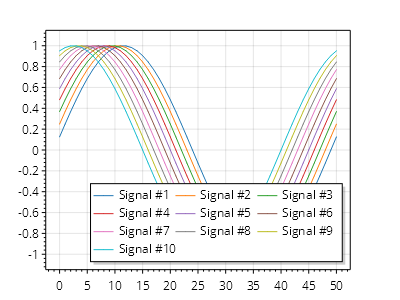 1
0.8
0.6
0.4
0.2
0
-0.2
-0.4
-0.6
-0.8
-1
Signal #1 Signal #2 Signal #3
Signal #4 Signal #5 Signal #6
Signal #7 Signal #8 Signal #9
Signal #10
0 5 10 15 20 25 30 35 40 45 50